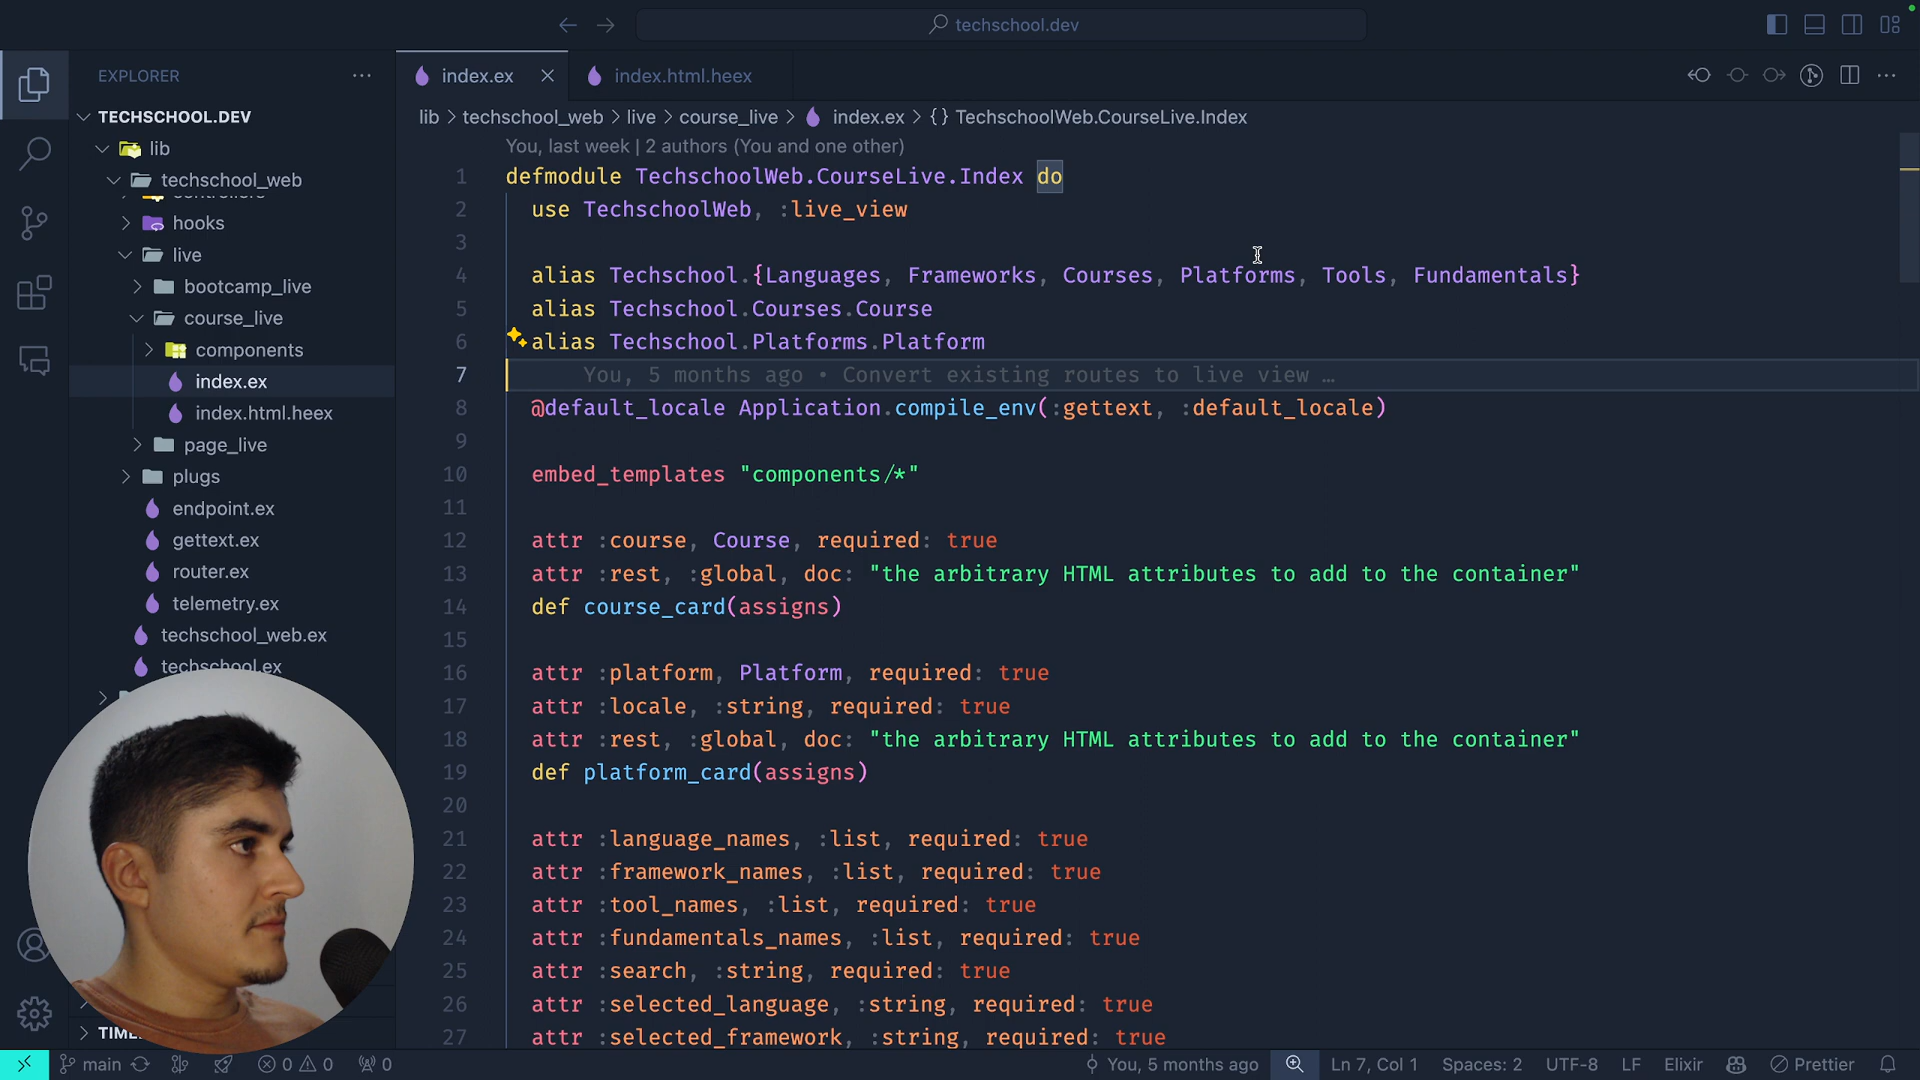 techschool.dev
EXPLORER
TECHSCHOOL.DEV
lib
techschool_web
controllers
hooks
live
bootcamp_live
course_live
components
index.ex
index.html.heex
page_live
plugs
endpoint.ex
gettext.ex
router.ex
telemetry.ex
techschool_web.ex
techschool.ex
index.ex
index.html.heex
lib > techschool_web > live > course_live > index.ex > {} TechschoolWeb.CourseLive.Index
You, last week | 2 authors (You and one other)
1 defmodule TechschoolWeb.CourseLive.Index do
2 use TechschoolWeb, :live_view
3
4 alias Techschool.{Languages, Frameworks, Courses, Platforms, Tools, Fundamentals}
5 alias Techschool.Courses.Course
6 alias Techschool.Platforms.Platform
7 You, 5 months ago • Convert existing routes to live view …
8 @default_locale Application.compile_env(:gettext, :default_locale)
9
10 embed_templates "components/*"
11
12 attr :course, Course, required: true
13 attr :rest, :global, doc: "the arbitrary HTML attributes to add to the container"
14 def course_card(assigns)
15
16 attr :platform, Platform, required: true
17 attr :locale, :string, required: true
18 attr :rest, :global, doc: "the arbitrary HTML attributes to add to the container"
19 def platform_card(assigns)
20
21 attr :language_names, :list, required: true
22 attr :framework_names, :list, required: true
23 attr :tool_names, :list, required: true
24 attr :fundamentals_names, :list, required: true
25 attr :search, :string, required: true
26 attr :selected_language, :string, required: true
27 attr :selected_framework, :string, required: true
main 0 0 0 You, 5 months ago Ln 7, Col 1 Spaces: 2 UTF-8 LF Elixir Prettier